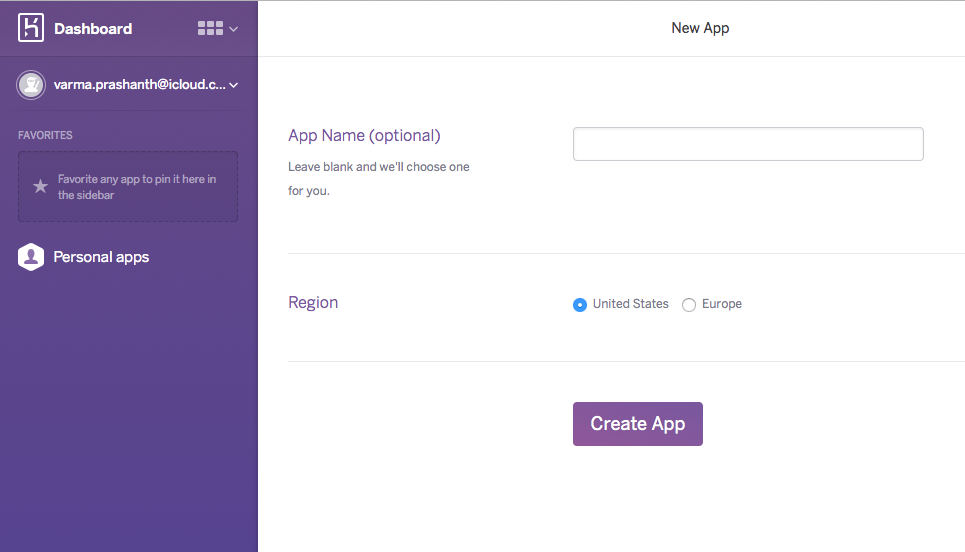 Dashboard
varma.prashanth@icloud.c...
FAVORITES
Favorite any app to pin it here in
the sidebar
Personal apps
New App
App Name (optional)
Leave blank and we'll choose one
for you.
Region
United States
Europe
Create App